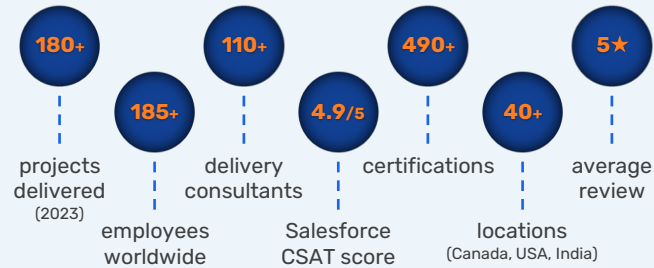 180+
projects
delivered
(2023)
185+
employees
worldwide
110+
delivery
consultants
4.9/5
Salesforce
CSAT score
490+
certifications
40+
locations
(Canada, USA, India)
5★
average
review